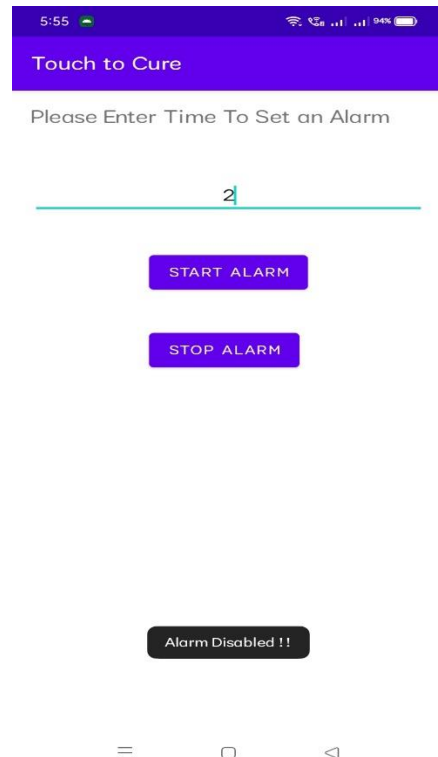 5:55 94%
Touch to Cure
Please Enter Time To Set an Alarm
2
START ALARM
STOP ALARM
Alarm Disabled !!